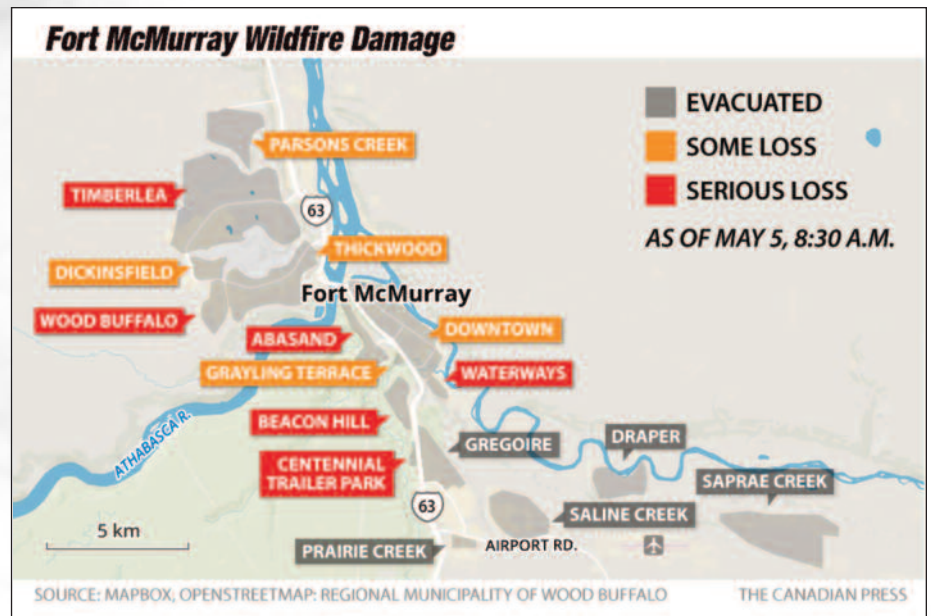 Fort McMurray Wildfire Damage
EVACUATED
SOME LOSS
SERIOUS LOSS
AS OF MAY 5, 8:30 A.M.
PARSONS CREEK
TIMBERLEA
63
THICKWOOD
DICKINSFIELD
Fort McMurray
WOOD BUFFALO
DOWNTOWN
ABASAND
GRAYLING TERRACE
WATERWAYS
BEACON HILL
ATHABASCA R.
GREGOIRE
DRAPER
CENTENNIAL
TRAILER PARK
SAPRAE CREEK
63
SALINE CREEK
5 km
PRAIRIE CREEK
AIRPORT RD.
SOURCE: MAPBOX, OPENSTREETMAP: REGIONAL MUNICIPALITY OF WOOD BUFFALO
THE CANADIAN PRESS